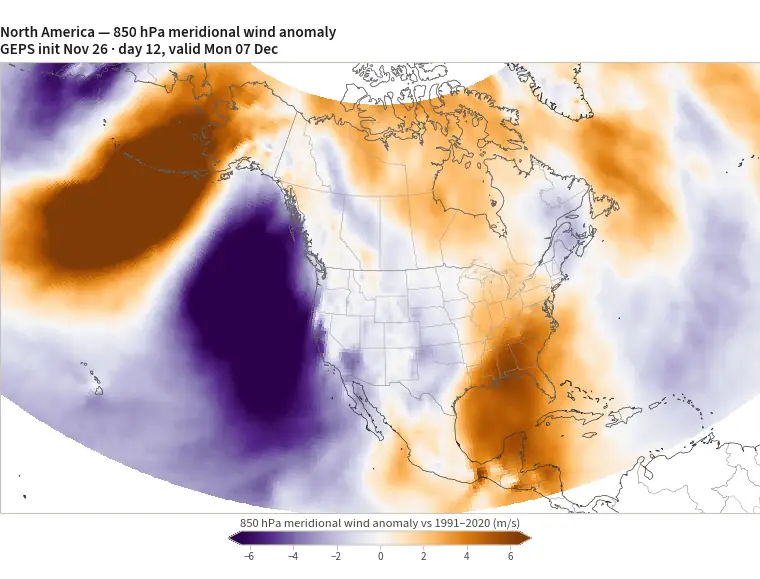 North America — 850 hPa meridional wind anomaly
GEPS init Nov 26 · day 12, valid Mon 07 Dec
850 hPa meridional wind anomaly vs 1991–2020 (m/s)
−6 −4 −2 0 2 4 6